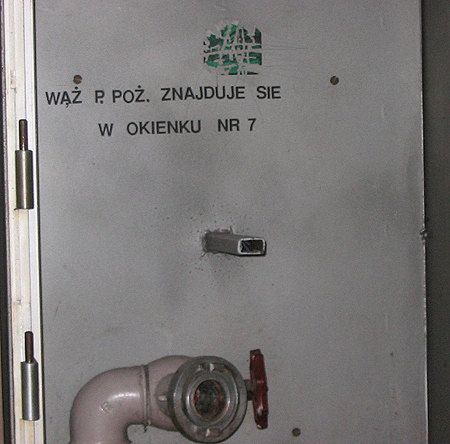 WĄŻ P. POŻ. ZNAJDUJE SIE
W OKIENKU NR 7